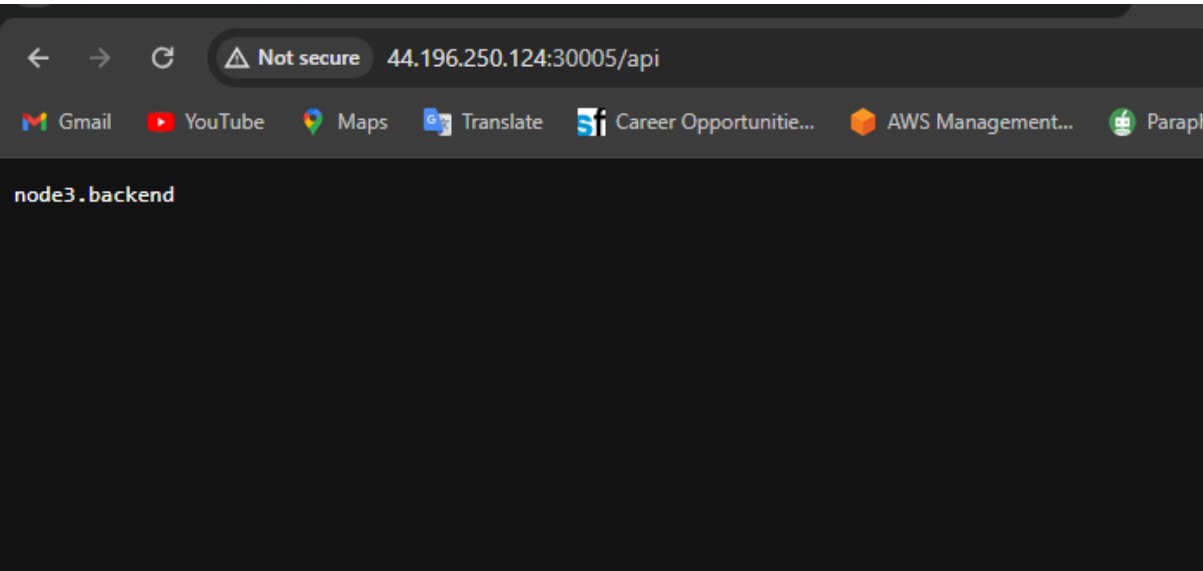 Not secure 44.196.250.124:30005/api
Gmail YouTube Maps Translate Career Opportunitie... AWS Management... Paraph
node3.backend